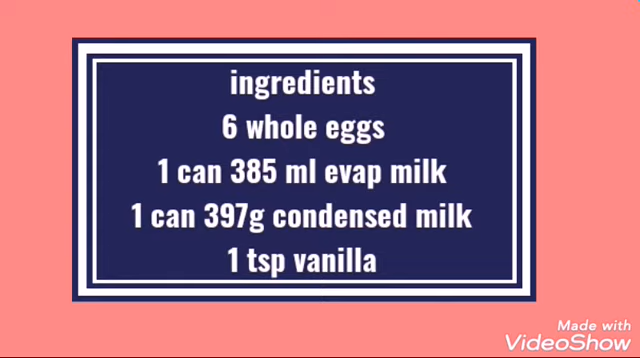 ingredients
6 whole eggs
1 can 385 ml evap milk
1 can 397g condensed milk
1 tsp vanilla
Made with
VideoShow